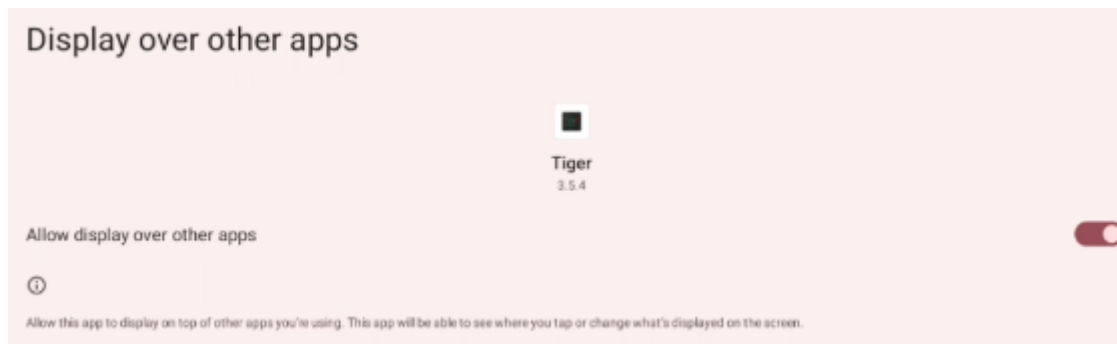 Display over other apps
Tiger
3.5.4
Allow display over other apps
Allow this app to display on top of other apps you're using. This app will be able to see where you tap or change what's displayed on the screen.